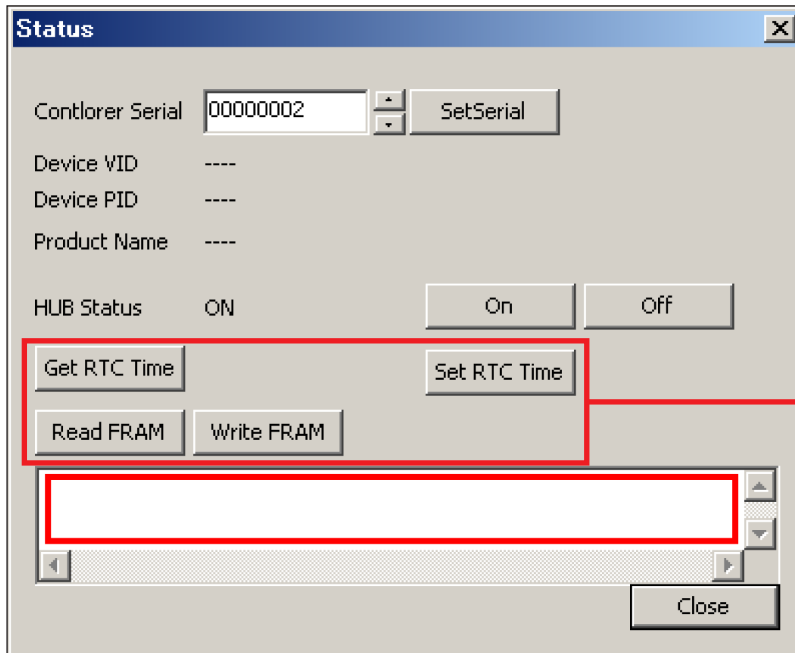 Status
Contlorer Serial 00000002 SetSerial
Device VID ----
Device PID ----
Product Name ----
HUB Status ON On Off
Get RTC Time Set RTC Time
Read FRAM Write FRAM
Close